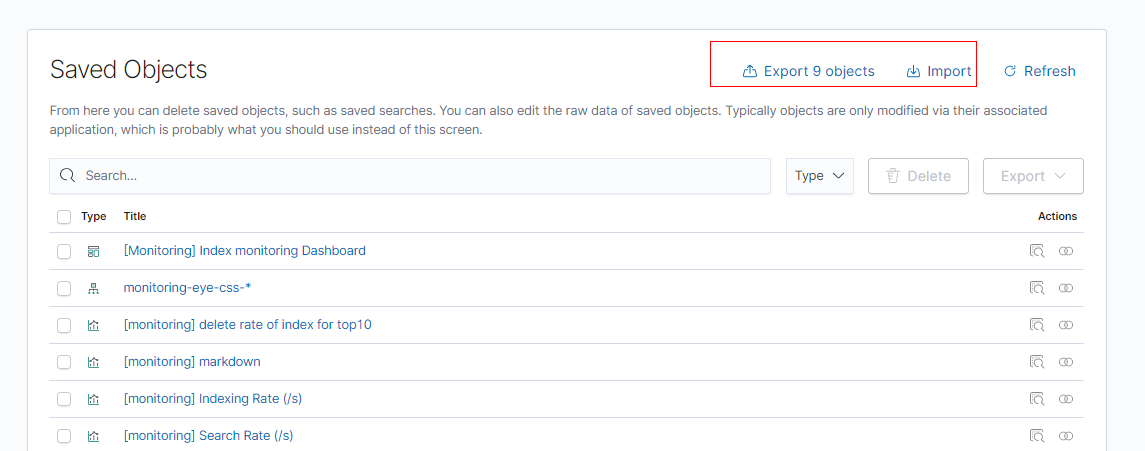 Saved Objects
Export 9 objects Import Refresh
From here you can delete saved objects, such as saved searches. You can also edit the raw data of saved objects. Typically objects are only modified via their associated
application, which is probably what you should use instead of this screen.
Search... Type Delete Export
Type Title Actions
[Monitoring] Index monitoring Dashboard
monitoring-eye-css-*
[monitoring] delete rate of index for top10
[monitoring] markdown
[monitoring] Indexing Rate (/s)
[monitoring] Search Rate (/s)